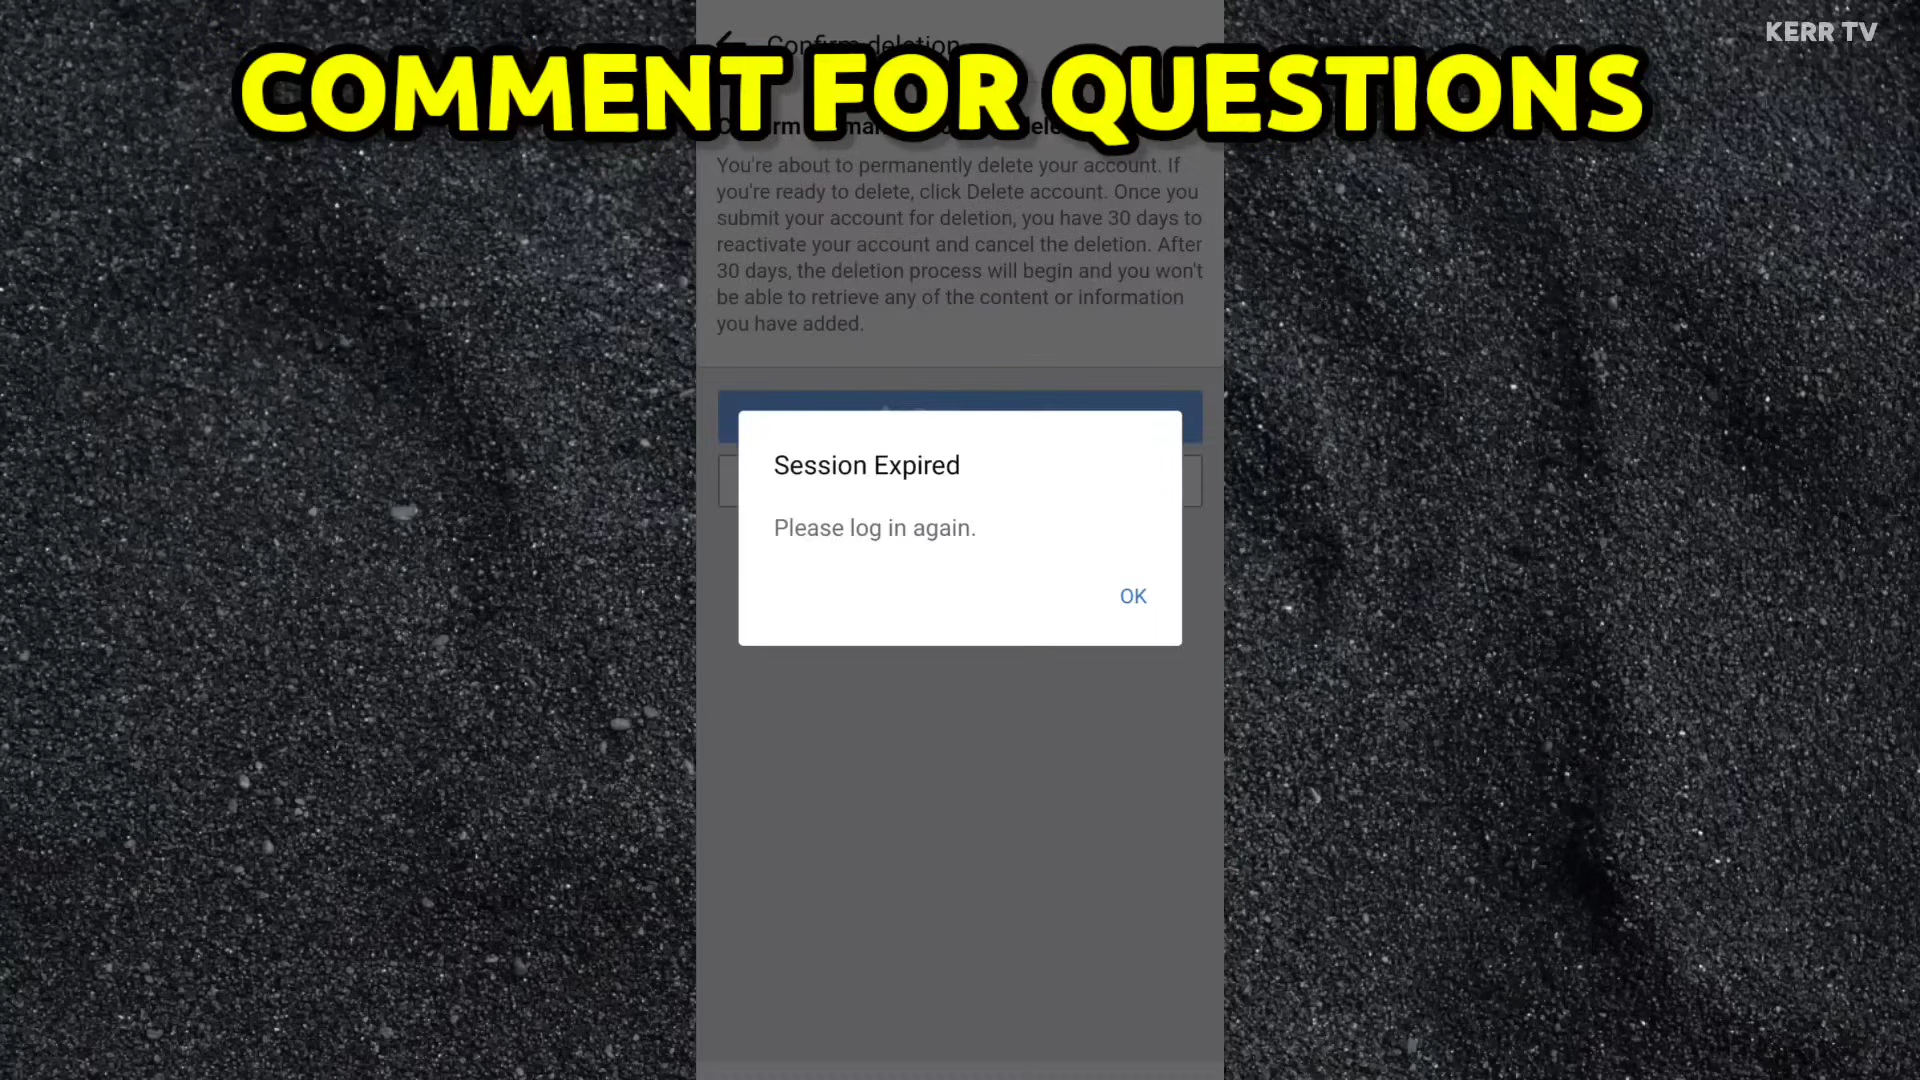 KERR TV
Confirm deletion
COMMENT FOR QUESTIONS
You're about to permanently delete your account. If
you're ready to delete, click Delete account. Once you
submit your account for deletion, you have 30 days to
reactivate your account and cancel the deletion. After
30 days, the deletion process will begin and you won't
be able to retrieve any of the content or information
you have added.
Session Expired
Please log in again.
OK